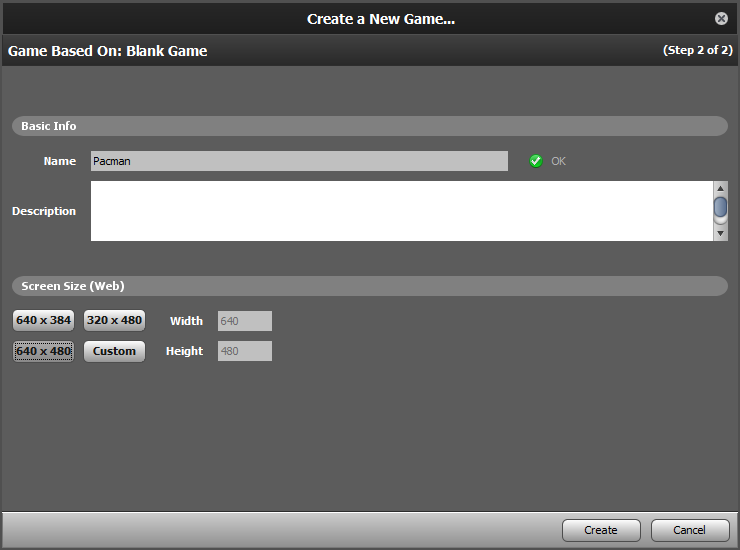 Create a New Game...
Game Based On: Blank Game
(Step 2 of 2)
Basic Info
Name Pacman OK
Description
Screen Size (Web)
640 x 384 320 x 480 Width 640
640 x 480 Custom Height 480
Create Cancel